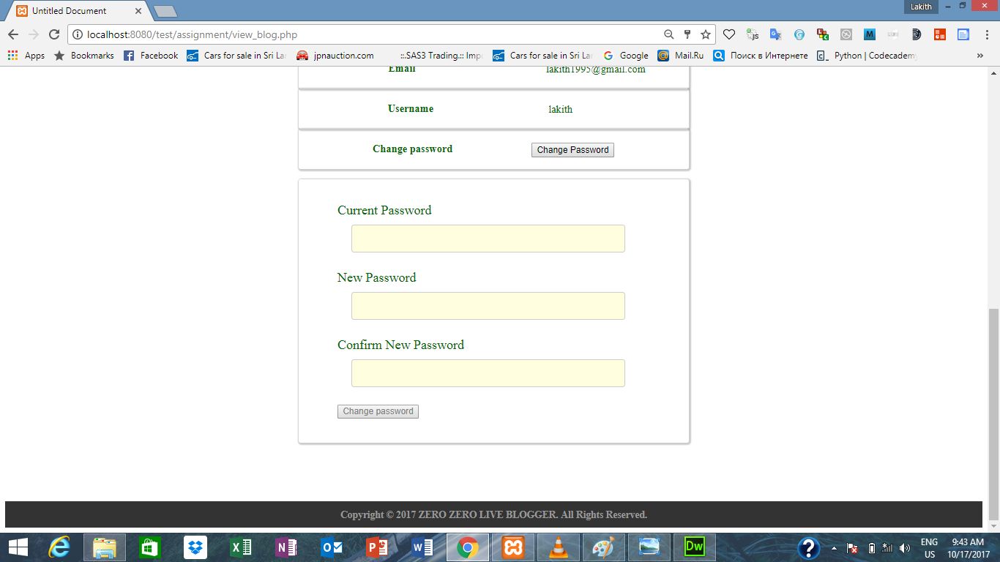 Untitled Document
Lakith
localhost:8080/test/assignment/view_blog.php
Apps Bookmarks Facebook Cars for sale in Sri La jpnauction.com ::.SAS3 Trading.:: Imp Cars for sale in Sri La Google Mail.Ru Поиск в Интернете Python | Codecademy
Email lakith1995@gmail.com
Username lakith
Change password Change Password
Current Password
New Password
Confirm New Password
Change password
Copyright © 2017 ZERO ZERO LIVE BLOGGER. All Rights Reserved.
ENG 9:43 AM
US 10/17/2017